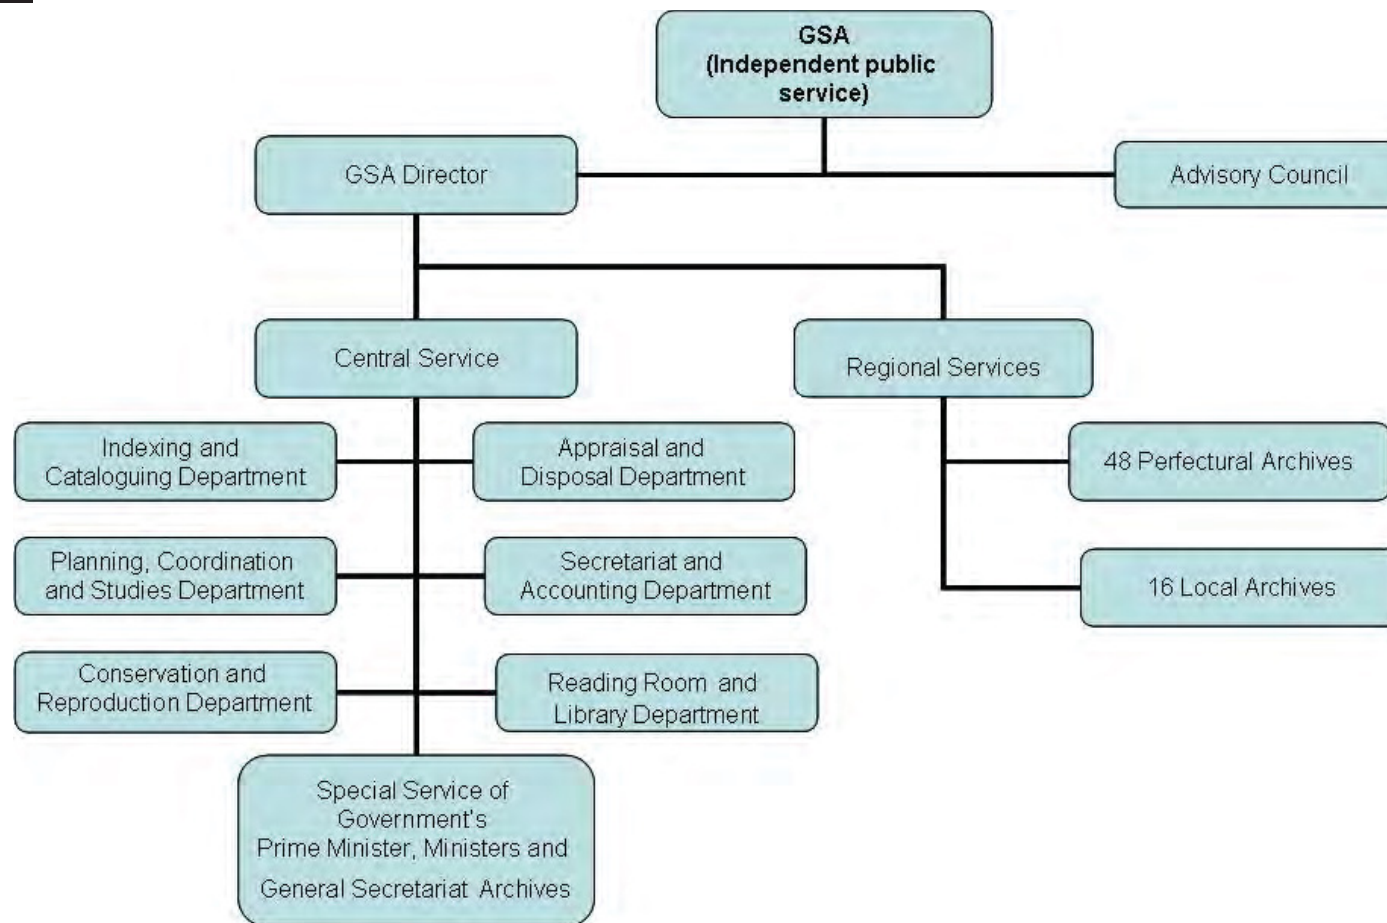 GSA
(Independent public
service)
GSA Director
Advisory Council
Central Service
Regional Services
Indexing and
Cataloguing Department
Appraisal and
Disposal Department
48 Perfectural Archives
Planning, Coordination
and Studies Department
Secretariat and
Accounting Department
16 Local Archives
Conservation and
Reproduction Department
Reading Room and
Library Department
Special Service of
Government's
Prime Minister, Ministers and
General Secretariat Archives